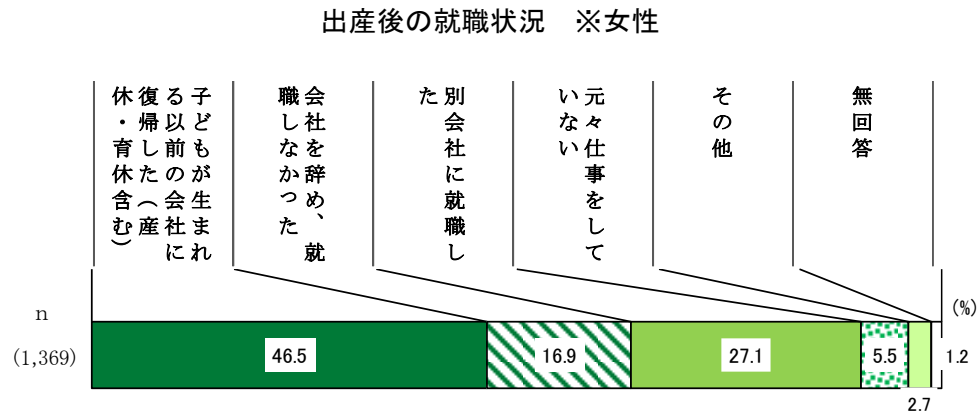 出産後の就職状況　※女性
子どもが生まれ
る以前の会社に
復帰した（産
休・育休含む）
会社を辞め、就
職しなかった
別会社に就職し
た
元々仕事をして
いない
その他
無回答
(%)
n
(1,369)
46.5
16.9
27.1
5.5
2.7
1.2